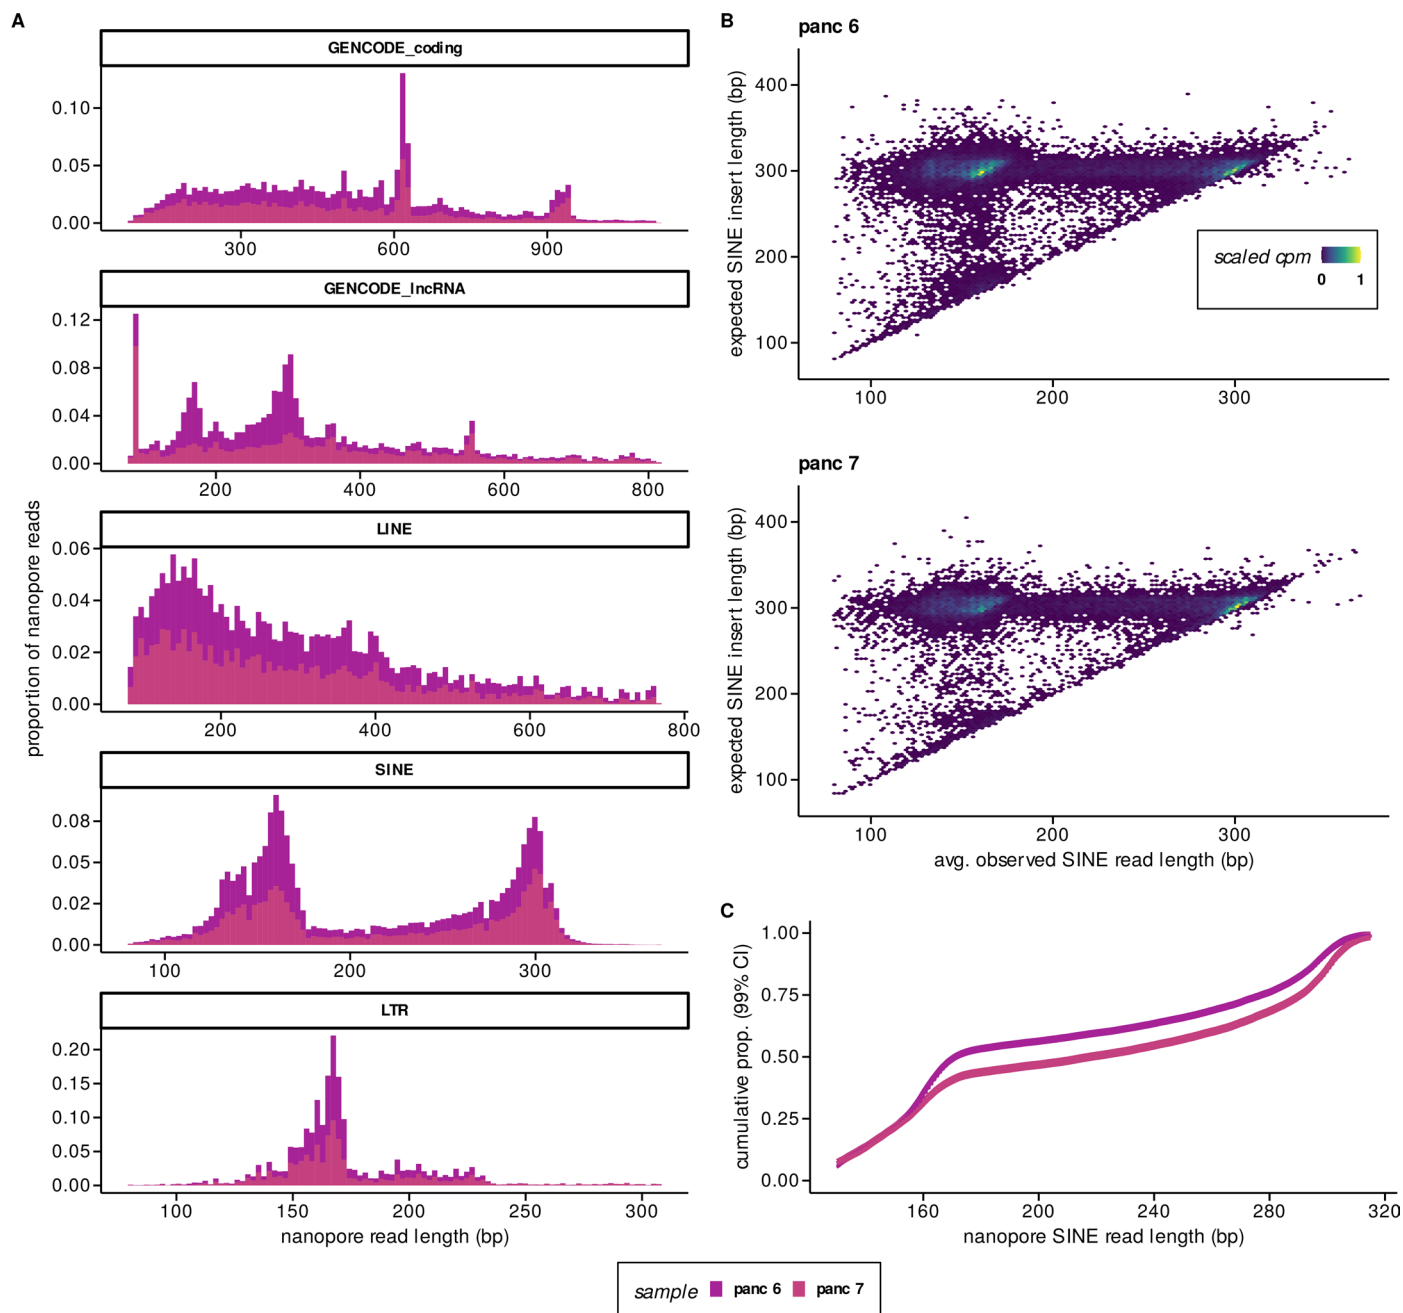 A
GENCODE_coding
0.10
0.05
0.00
300 600 900
GENCODE_lncRNA
0.12
0.08
0.04
0.00
200 400 600 800
LINE
0.06
0.04
0.02
0.00
200 400 600 800
SINE
0.08
0.05
0.02
0.00
100 200 300
LTR
0.20
0.15
0.10
0.05
0.00
100 150 200 250 300
nanopore read length (bp)
proportion of nanopore reads
B
panc 6
400
300
200
100
100 200 300
expected SINE insert length (bp)
scaled cpm
0 1
panc 7
400
300
200
100
100 200 300
expected SINE insert length (bp)
avg. observed SINE read length (bp)
C
1.00
0.75
0.50
0.25
0.00
160 200 240 280 320
cumulative prop. (99% CI)
nanopore SINE read length (bp)
sample panc 6 panc 7